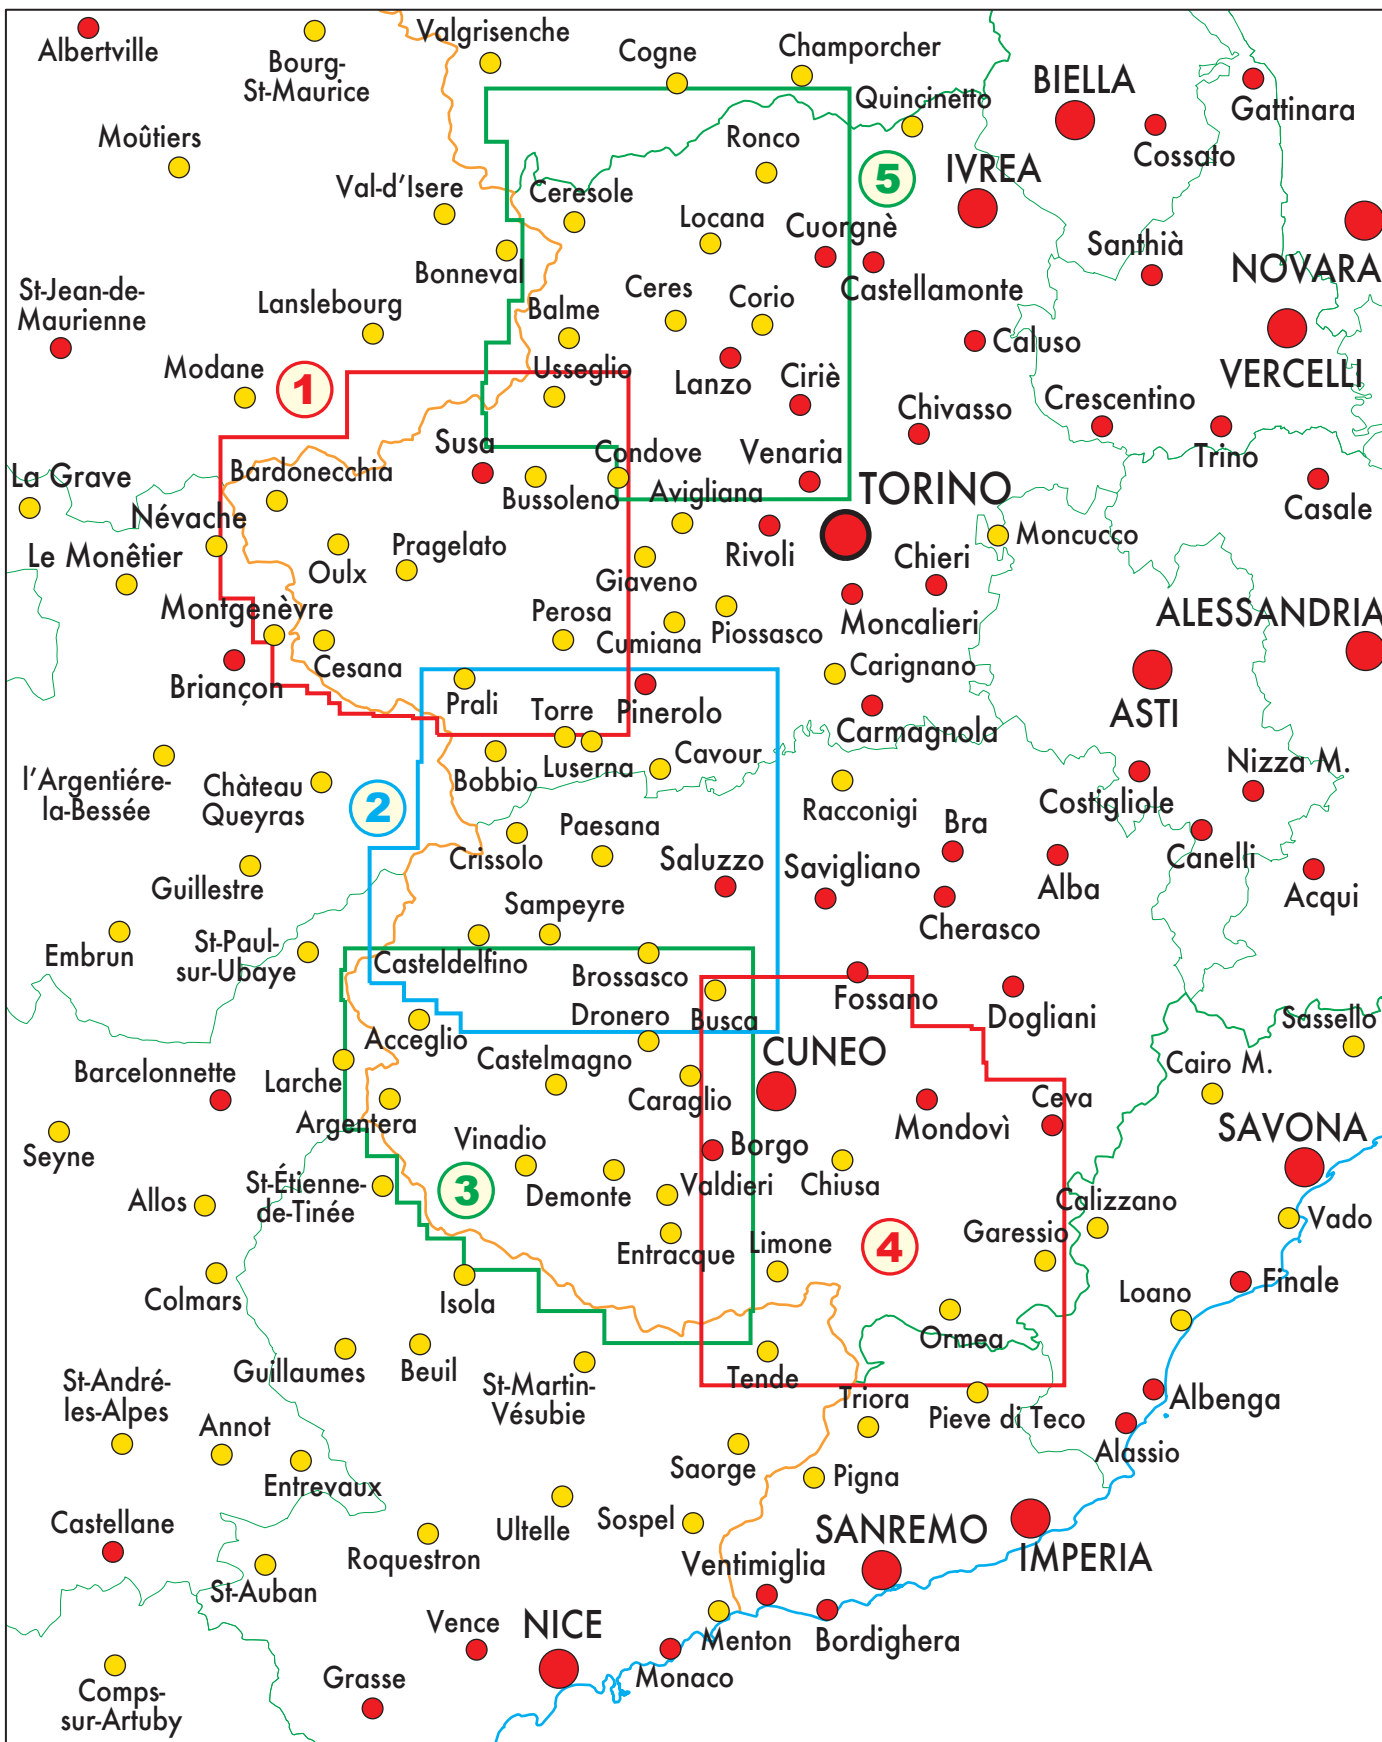 Albertville
Bourg-
St-Maurice
Valgrisenche
Cogne
Champorcher
Quincinetto
BIELLA
Gattinara
Cossato
Moûtiers
Val-d'Isere
Ceresole
Ronco
5
IVREA
Locana
Cuorgnè
Castellamonte
Santhià
NOVARA
Bonneval
St-Jean-de-
Maurienne
Lanslebourg
Balme
Ceres
Corio
Caluso
VERCELLI
Modane
1
Usseglio
Lanzo
Ciriè
Chivasso
Crescentino
Trino
La Grave
Bardonecchia
Susa
Bussoleno
Condove
Avigliana
Venaria
TORINO
Casale
Névache
Le Monêtier
Oulx
Pragelato
Giaveno
Rivoli
Chieri
Moncucco
Montgenèvre
Cesana
Perosa
Cumiana
Piossasco
Moncalieri
ALESSANDRIA
Briançon
Prali
Torre
Pinerolo
Carignano
Carmagnola
ASTI
l'Argentiére-
la-Bessée
Chàteau
Queyras
2
Bobbio
Luserna
Cavour
Racconigi
Costigliole
Nizza M.
Guillestre
Crissolo
Paesana
Saluzzo
Savigliano
Bra
Alba
Canelli
Acqui
Embrun
St-Paul-
sur-Ubaye
Casteldelfino
Sampeyre
Brossasco
Cherasco
Fossano
Dogliani
Sassello
Acceglio
Dronero
Busca
CUNEO
Cairo M.
Barcelonnette
Larche
Argentera
Castelmagno
Caraglio
Mondovì
Ceva
SAVONA
Seyne
Vinadio
Borgo
Chiusa
Allos
St-Étienne-
de-Tinée
3
Demonte
Valdieri
Calizzano
Vado
Colmars
Isola
Entracque
Limone
4
Garessio
Loano
Finale
Guillaumes
Beuil
St-Martin-
Vésubie
Tende
Ormea
St-André-
les-Alpes
Annot
Entrevaux
Triora
Pieve di Teco
Albenga
Alassio
Saorge
Pigna
Castellane
Roquestron
Ultelle
Sospel
SANREMO
IMPERIA
St-Auban
Ventimiglia
Vence
NICE
Menton
Bordighera
Comps-
sur-Artuby
Grasse
Monaco